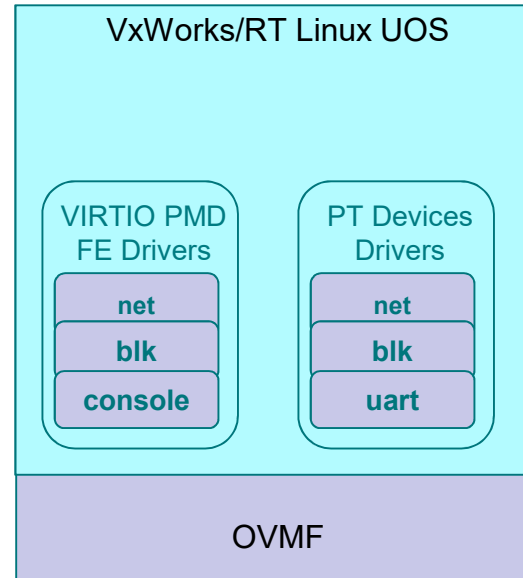 VxWorks/RT Linux UOS
VIRTIO PMD
FE Drivers
net
blk
console
PT Devices
Drivers
net
blk
uart
OVMF